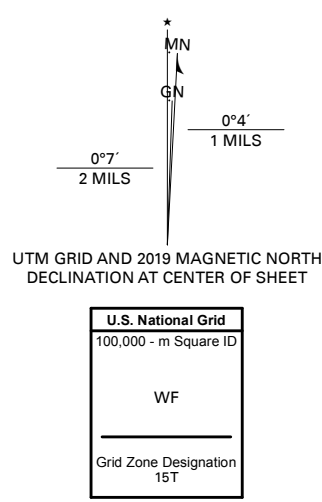 ★
MN
GN
0°4´
1 MILS
0°7´
2 MILS
UTM GRID AND 2019 MAGNETIC NORTH
DECLINATION AT CENTER OF SHEET
U.S. National Grid
100,000 - m Square ID
WF
Grid Zone Designation
15T